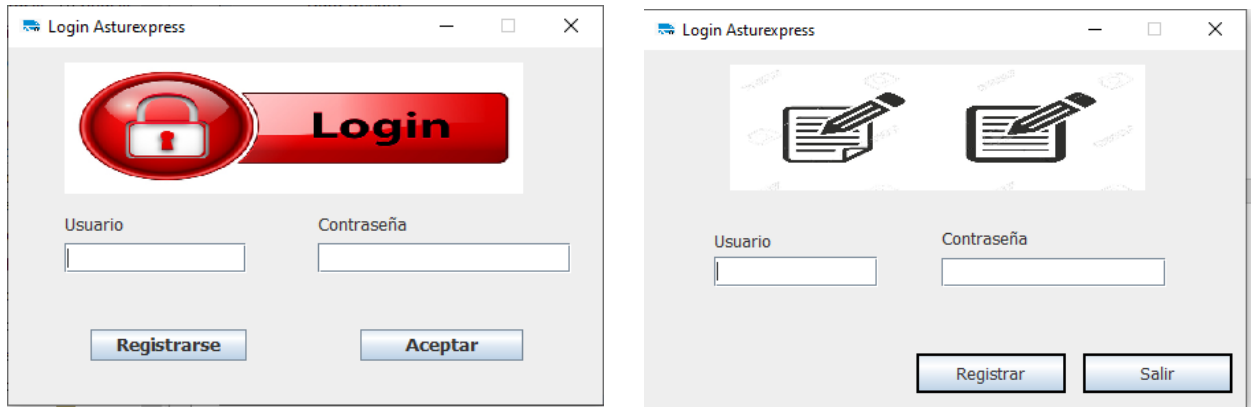 Login Asturexpress
Login
Usuario
Contraseña
Registrarse
Aceptar
Login Asturexpress
Usuario
Contraseña
Registrar
Salir